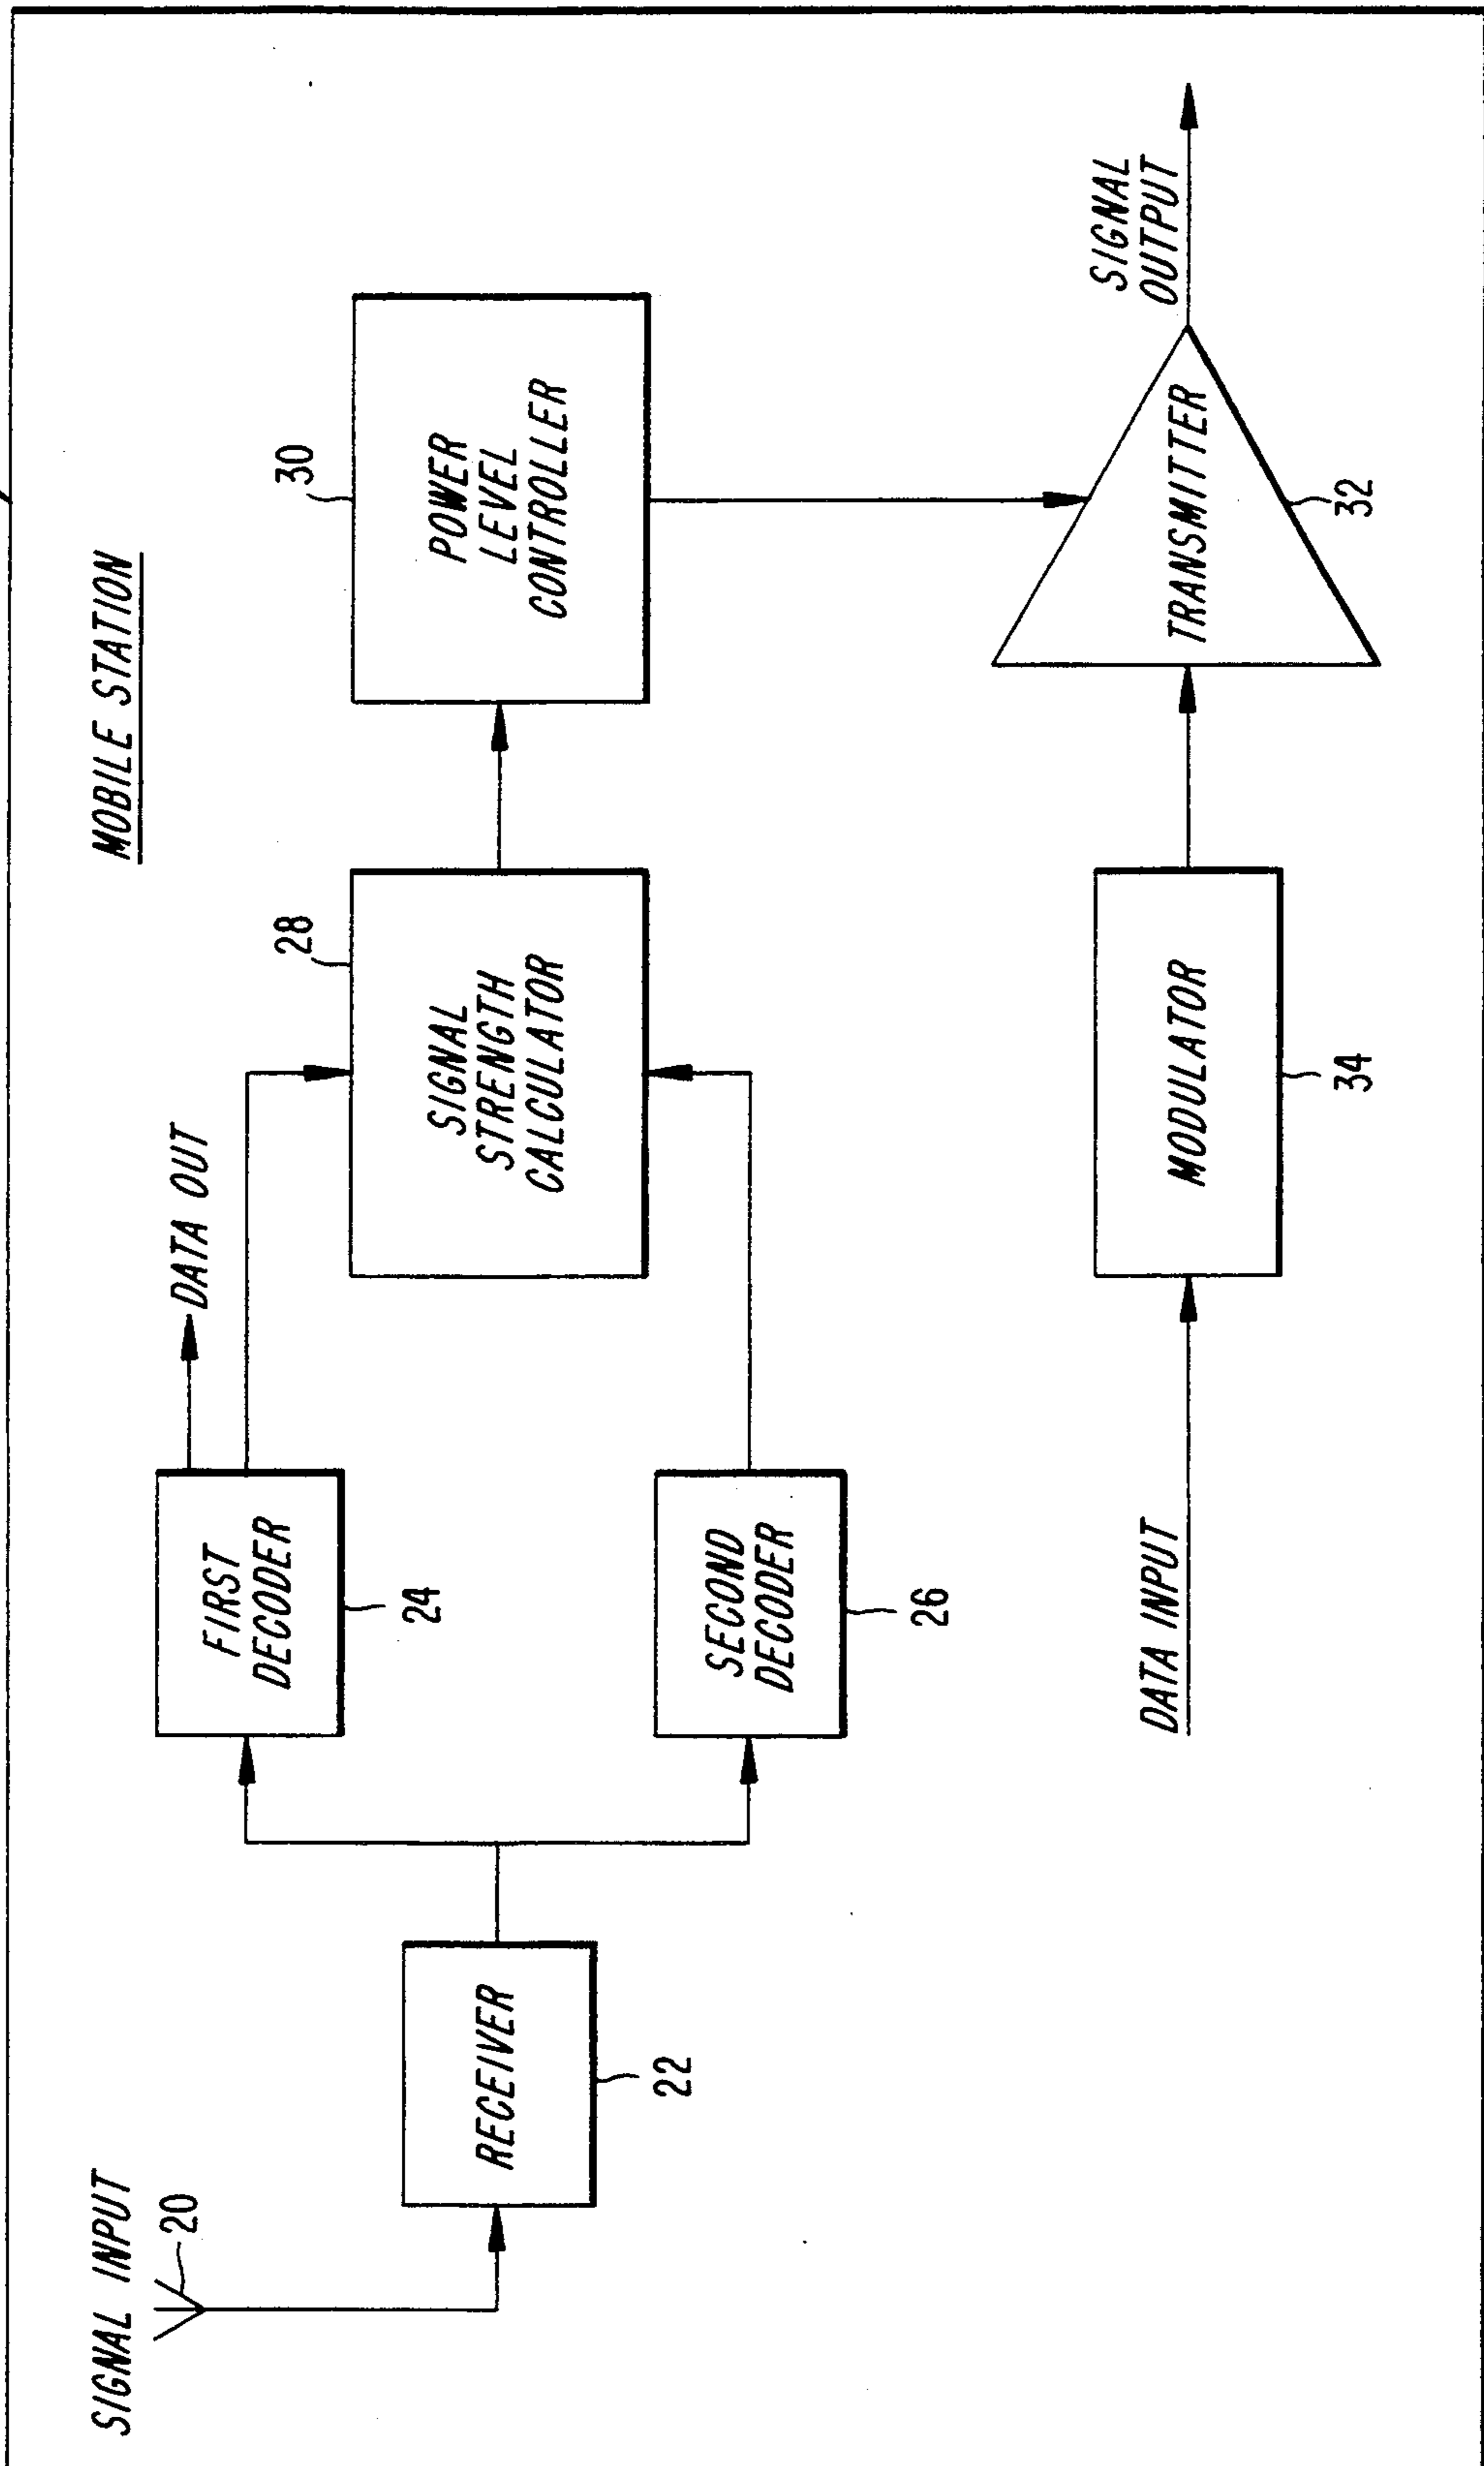 MOBILE STATION
SIGNAL INPUT
20
RECEIVER
22
FIRST
DECODER
24
DATA OUT
SECOND
DECODER
26
28
SIGNAL
STRENGTH
CALCULATOR
30
POWER
LEVEL
CONTROLLER
DATA INPUT
MODULATOR
34
TRANSMITTER
32
SIGNAL
OUTPUT